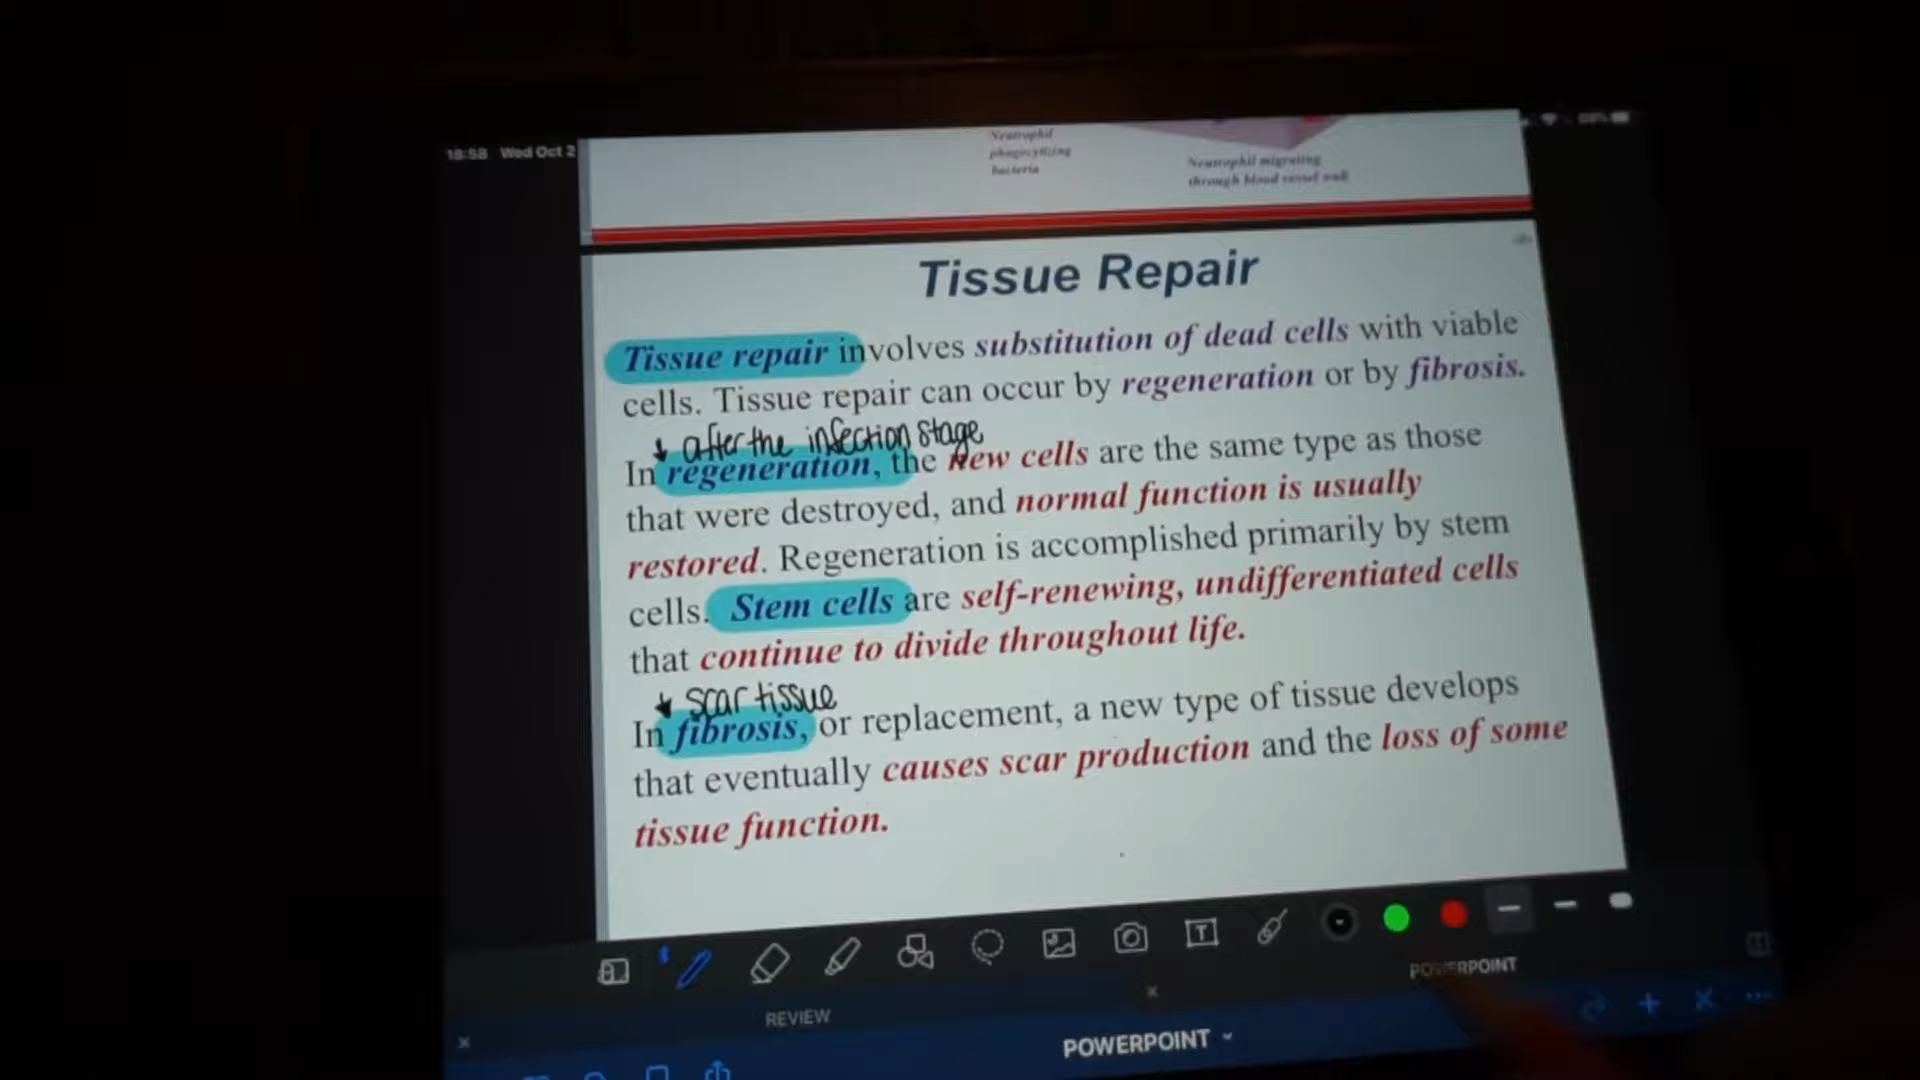 18:58 Wed Oct 2
Neutrophil
phagocytizing
bacteria
Neutrophil migrating
through blood vessel wall
Tissue Repair
Tissue repair involves substitution of dead cells with viable
cells. Tissue repair can occur by regeneration or by fibrosis.
↓ after the infection stage
In regeneration, the new cells are the same type as those
that were destroyed, and normal function is usually
restored. Regeneration is accomplished primarily by stem
cells. Stem cells are self-renewing, undifferentiated cells
that continue to divide throughout life.
↓ scar tissue
In fibrosis, or replacement, a new type of tissue develops
that eventually causes scar production and the loss of some
tissue function.
T
POWERPOINT
REVIEW
POWERPOINT